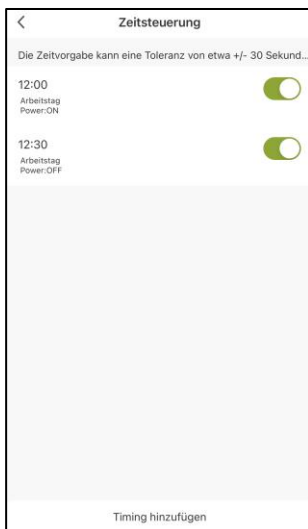 Zeitsteuerung
Die Zeitvorgabe kann eine Toleranz von etwa +/- 30 Sekund...
12:00
Arbeitstag
Power:ON
12:30
Arbeitstag
Power:OFF
Timing hinzufügen